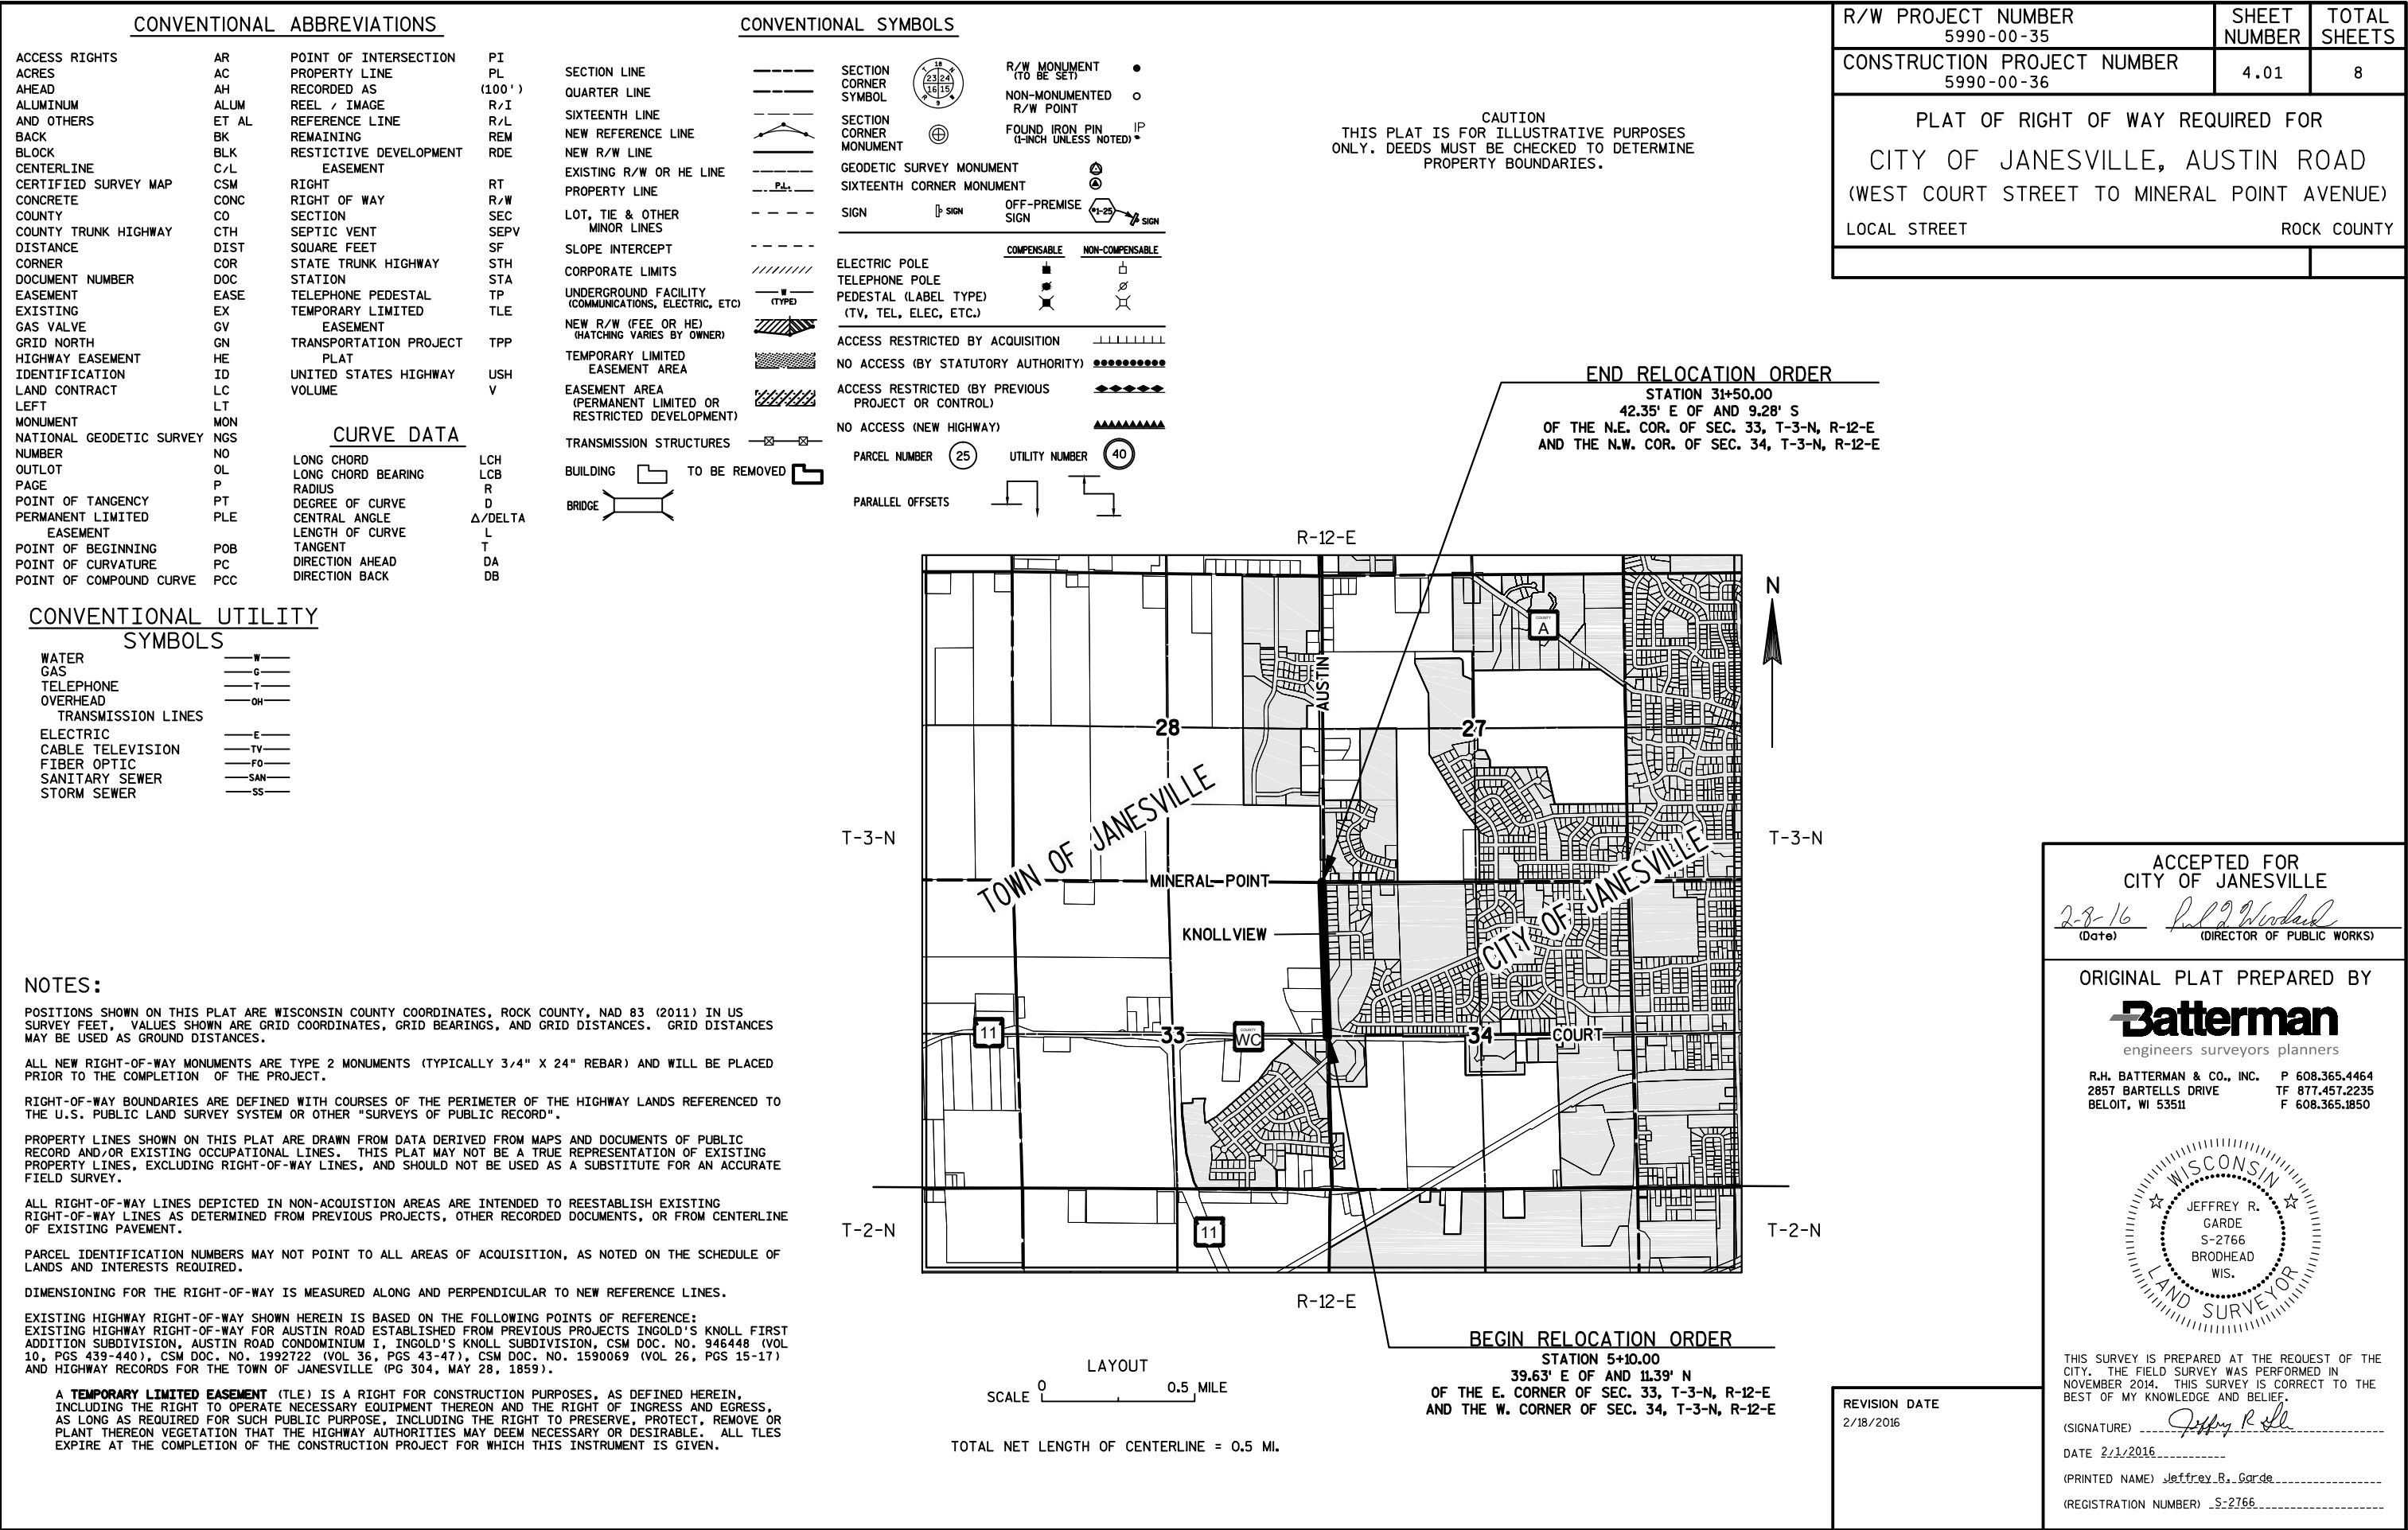 CONVENTIONAL ABBREVIATIONS
ACCESS RIGHTS AR
ACRES AC
AHEAD AH
ALUMINUM ALUM
AND OTHERS ET AL
BACK BK
BLOCK BLK
CENTERLINE C/L
CERTIFIED SURVEY MAP CSM
CONCRETE CONC
COUNTY CO
COUNTY TRUNK HIGHWAY CTH
DISTANCE DIST
CORNER COR
DOCUMENT NUMBER DOC
EASEMENT EASE
EXISTING EX
GAS VALVE GV
GRID NORTH GN
HIGHWAY EASEMENT HE
IDENTIFICATION ID
LAND CONTRACT LC
LEFT LT
MONUMENT MON
NATIONAL GEODETIC SURVEY NGS
NUMBER NO
OUTLOT OL
PAGE P
POINT OF TANGENCY PT
PERMANENT LIMITED PLE
EASEMENT
POINT OF BEGINNING POB
POINT OF CURVATURE PC
POINT OF COMPOUND CURVE PCC
POINT OF INTERSECTION PI
PROPERTY LINE PL
RECORDED AS (100')
REEL / IMAGE R/I
REFERENCE LINE R/L
REMAINING REM
RESTICTIVE DEVELOPMENT RDE
EASEMENT
RIGHT RT
RIGHT OF WAY R/W
SECTION SEC
SEPTIC VENT SEPV
SQUARE FEET SF
STATE TRUNK HIGHWAY STH
STATION STA
TELEPHONE PEDESTAL TP
TEMPORARY LIMITED TLE
EASEMENT
TRANSPORTATION PROJECT TPP
PLAT
UNITED STATES HIGHWAY USH
VOLUME V
CURVE DATA
LONG CHORD LCH
LONG CHORD BEARING LCB
RADIUS R
DEGREE OF CURVE D
CENTRAL ANGLE Δ/DELTA
LENGTH OF CURVE L
TANGENT T
DIRECTION AHEAD DA
DIRECTION BACK DB
CONVENTIONAL UTILITY
SYMBOLS
WATER W
GAS G
TELEPHONE T
OVERHEAD OH
TRANSMISSION LINES
ELECTRIC E
CABLE TELEVISION TV
FIBER OPTIC FO
SANITARY SEWER SAN
STORM SEWER SS
CONVENTIONAL SYMBOLS
SECTION LINE
QUARTER LINE
SIXTEENTH LINE
NEW REFERENCE LINE
NEW R/W LINE
EXISTING R/W OR HE LINE
PROPERTY LINE P.L.
LOT, TIE & OTHER
MINOR LINES
SLOPE INTERCEPT
CORPORATE LIMITS
UNDERGROUND FACILITY W
(COMMUNICATIONS, ELECTRIC, ETC) (TYPE)
NEW R/W (FEE OR HE)
(HATCHING VARIES BY OWNER)
TEMPORARY LIMITED
EASEMENT AREA
EASEMENT AREA
(PERMANENT LIMITED OR
RESTRICTED DEVELOPMENT)
TRANSMISSION STRUCTURES
BUILDING TO BE REMOVED
BRIDGE
SECTION
CORNER
SYMBOL
18
T N
23 24
16 15
R W
9
SECTION
CORNER
MONUMENT
R/W MONUMENT
(TO BE SET)
NON-MONUMENTED
R/W POINT
FOUND IRON PIN IP
(1-INCH UNLESS NOTED)
GEODETIC SURVEY MONUMENT
SIXTEENTH CORNER MONUMENT
SIGN SIGN
OFF-PREMISE
SIGN
#1-25 SIGN
COMPENSABLE NON-COMPENSABLE
ELECTRIC POLE
TELEPHONE POLE
PEDESTAL (LABEL TYPE)
(TV, TEL, ELEC, ETC.)
ACCESS RESTRICTED BY ACQUISITION
NO ACCESS (BY STATUTORY AUTHORITY)
ACCESS RESTRICTED (BY PREVIOUS
PROJECT OR CONTROL)
NO ACCESS (NEW HIGHWAY)
PARCEL NUMBER 25 UTILITY NUMBER 40
PARALLEL OFFSETS
CAUTION
THIS PLAT IS FOR ILLUSTRATIVE PURPOSES
ONLY. DEEDS MUST BE CHECKED TO DETERMINE
PROPERTY BOUNDARIES.
R/W PROJECT NUMBER
5990-00-35
CONSTRUCTION PROJECT NUMBER
5990-00-36
SHEET
NUMBER
4.01
TOTAL
SHEETS
8
PLAT OF RIGHT OF WAY REQUIRED FOR
CITY OF JANESVILLE, AUSTIN ROAD
(WEST COURT STREET TO MINERAL POINT AVENUE)
LOCAL STREET ROCK COUNTY
END RELOCATION ORDER
STATION 31+50.00
42.35' E OF AND 9.28' S
OF THE N.E. COR. OF SEC. 33, T-3-N, R-12-E
AND THE N.W. COR. OF SEC. 34, T-3-N, R-12-E
R-12-E
N
COUNTY
A
AUSTIN
28
27
TOWN OF JANESVILLE
T-3-N
T-3-N
MINERAL POINT
CITY OF JANESVILLE
KNOLLVIEW
11
33
COUNTY
WC
34
COURT
T-2-N
11
T-2-N
R-12-E
BEGIN RELOCATION ORDER
STATION 5+10.00
39.63' E OF AND 11.39' N
OF THE E. CORNER OF SEC. 33, T-3-N, R-12-E
AND THE W. CORNER OF SEC. 34, T-3-N, R-12-E
LAYOUT
SCALE 0 0.5 MILE
TOTAL NET LENGTH OF CENTERLINE = 0.5 MI.
NOTES:
POSITIONS SHOWN ON THIS PLAT ARE WISCONSIN COUNTY COORDINATES, ROCK COUNTY, NAD 83 (2011) IN US
SURVEY FEET, VALUES SHOWN ARE GRID COORDINATES, GRID BEARINGS, AND GRID DISTANCES. GRID DISTANCES
MAY BE USED AS GROUND DISTANCES.
ALL NEW RIGHT-OF-WAY MONUMENTS ARE TYPE 2 MONUMENTS (TYPICALLY 3/4" X 24" REBAR) AND WILL BE PLACED
PRIOR TO THE COMPLETION OF THE PROJECT.
RIGHT-OF-WAY BOUNDARIES ARE DEFINED WITH COURSES OF THE PERIMETER OF THE HIGHWAY LANDS REFERENCED TO
THE U.S. PUBLIC LAND SURVEY SYSTEM OR OTHER "SURVEYS OF PUBLIC RECORD".
PROPERTY LINES SHOWN ON THIS PLAT ARE DRAWN FROM DATA DERIVED FROM MAPS AND DOCUMENTS OF PUBLIC
RECORD AND/OR EXISTING OCCUPATIONAL LINES. THIS PLAT MAY NOT BE A TRUE REPRESENTATION OF EXISTING
PROPERTY LINES, EXCLUDING RIGHT-OF-WAY LINES, AND SHOULD NOT BE USED AS A SUBSTITUTE FOR AN ACCURATE
FIELD SURVEY.
ALL RIGHT-OF-WAY LINES DEPICTED IN NON-ACQUISTION AREAS ARE INTENDED TO REESTABLISH EXISTING
RIGHT-OF-WAY LINES AS DETERMINED FROM PREVIOUS PROJECTS, OTHER RECORDED DOCUMENTS, OR FROM CENTERLINE
OF EXISTING PAVEMENT.
PARCEL IDENTIFICATION NUMBERS MAY NOT POINT TO ALL AREAS OF ACQUISITION, AS NOTED ON THE SCHEDULE OF
LANDS AND INTERESTS REQUIRED.
DIMENSIONING FOR THE RIGHT-OF-WAY IS MEASURED ALONG AND PERPENDICULAR TO NEW REFERENCE LINES.
EXISTING HIGHWAY RIGHT-OF-WAY SHOWN HEREIN IS BASED ON THE FOLLOWING POINTS OF REFERENCE:
EXISTING HIGHWAY RIGHT-OF-WAY FOR AUSTIN ROAD ESTABLISHED FROM PREVIOUS PROJECTS INGOLD'S KNOLL FIRST
ADDITION SUBDIVISION, AUSTIN ROAD CONDOMINIUM I, INGOLD'S KNOLL SUBDIVISION, CSM DOC. NO. 946448 (VOL
10, PGS 439-440), CSM DOC. NO. 1992722 (VOL 36, PGS 43-47), CSM DOC. NO. 1590069 (VOL 26, PGS 15-17)
AND HIGHWAY RECORDS FOR THE TOWN OF JANESVILLE (PG 304, MAY 28, 1859).
A TEMPORARY LIMITED EASEMENT (TLE) IS A RIGHT FOR CONSTRUCTION PURPOSES, AS DEFINED HEREIN,
INCLUDING THE RIGHT TO OPERATE NECESSARY EQUIPMENT THEREON AND THE RIGHT OF INGRESS AND EGRESS,
AS LONG AS REQUIRED FOR SUCH PUBLIC PURPOSE, INCLUDING THE RIGHT TO PRESERVE, PROTECT, REMOVE OR
PLANT THEREON VEGETATION THAT THE HIGHWAY AUTHORITIES MAY DEEM NECESSARY OR DESIRABLE. ALL TLES
EXPIRE AT THE COMPLETION OF THE CONSTRUCTION PROJECT FOR WHICH THIS INSTRUMENT IS GIVEN.
ACCEPTED FOR
CITY OF JANESVILLE
2-8-16
(Date) (DIRECTOR OF PUBLIC WORKS)
ORIGINAL PLAT PREPARED BY
Batterman
engineers surveyors planners
R.H. BATTERMAN & CO., INC. P 608.365.4464
2857 BARTELLS DRIVE TF 877.457.2235
BELOIT, WI 53511 F 608.365.1850
WISCONSIN
JEFFREY R.
GARDE
S-2766
BRODHEAD
WIS.
LAND SURVEYOR
THIS SURVEY IS PREPARED AT THE REQUEST OF THE
CITY. THE FIELD SURVEY WAS PERFORMED IN
NOVEMBER 2014. THIS SURVEY IS CORRECT TO THE
BEST OF MY KNOWLEDGE AND BELIEF.
(SIGNATURE)
DATE 2/1/2016
(PRINTED NAME) Jeffrey R. Garde
(REGISTRATION NUMBER) S-2766
REVISION DATE
2/18/2016